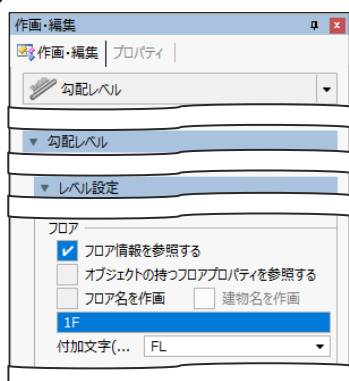 作画・編集
作画・編集 プロパティ
勾配レベル
勾配レベル
レベル設定
フロア
フロア情報を参照する
オブジェクトの持つフロアプロパティを参照する
フロア名を作画 建物名を作画
1F
付加文字(... FL